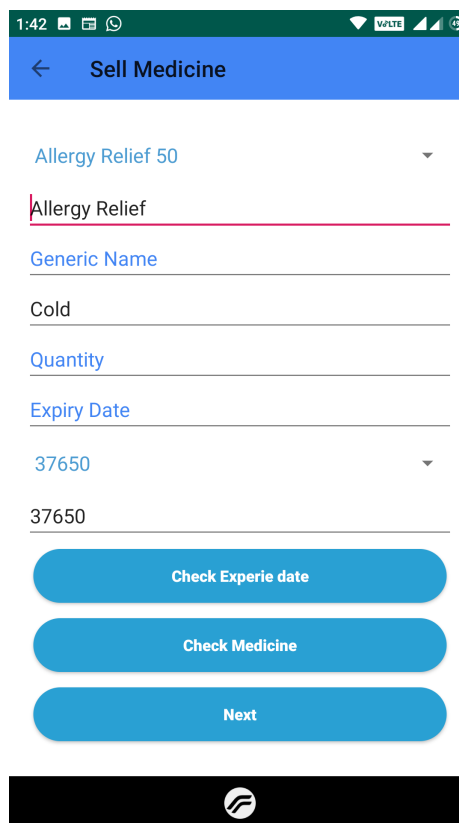 1:42 VoLTE
Sell Medicine
Allergy Relief 50
Allergy Relief
Generic Name
Cold
Quantity
Expiry Date
37650
37650
Check Experie date
Check Medicine
Next